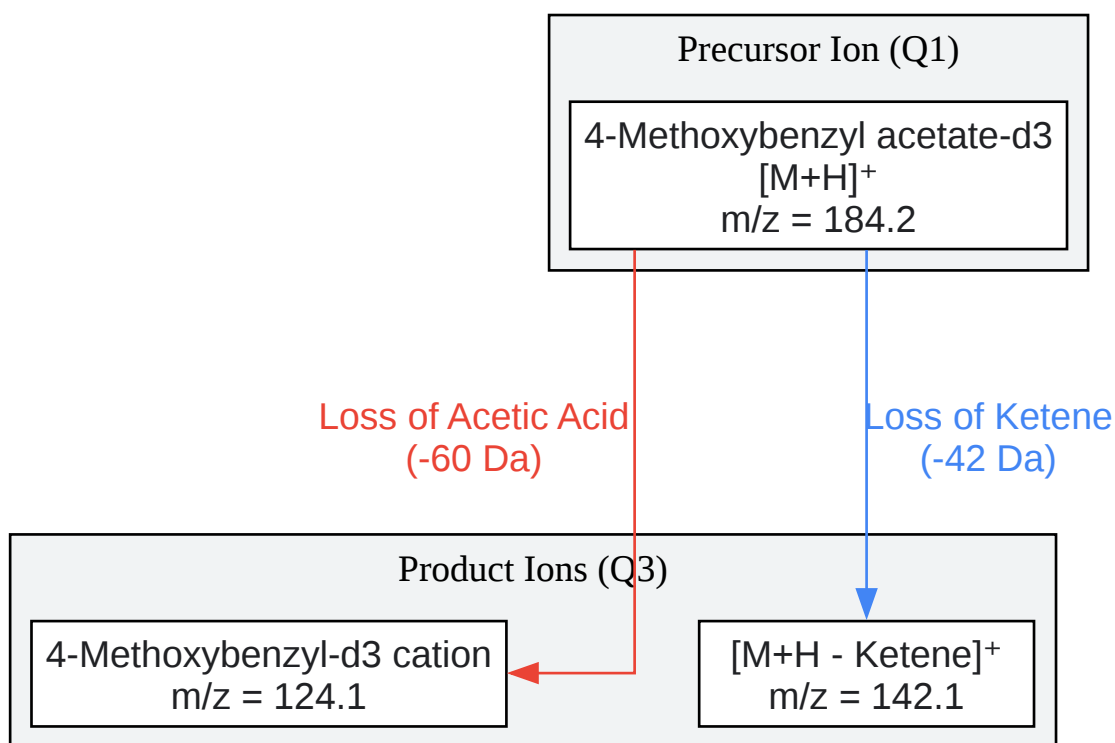 Precursor Ion (Q1)
4-Methoxybenzyl acetate-d3
[M+H]⁺
m/z = 184.2
Loss of Acetic Acid
(-60 Da)
Loss of Ketene
(-42 Da)
Product Ions (Q3)
4-Methoxybenzyl-d3 cation
m/z = 124.1
[M+H - Ketene]⁺
m/z = 142.1